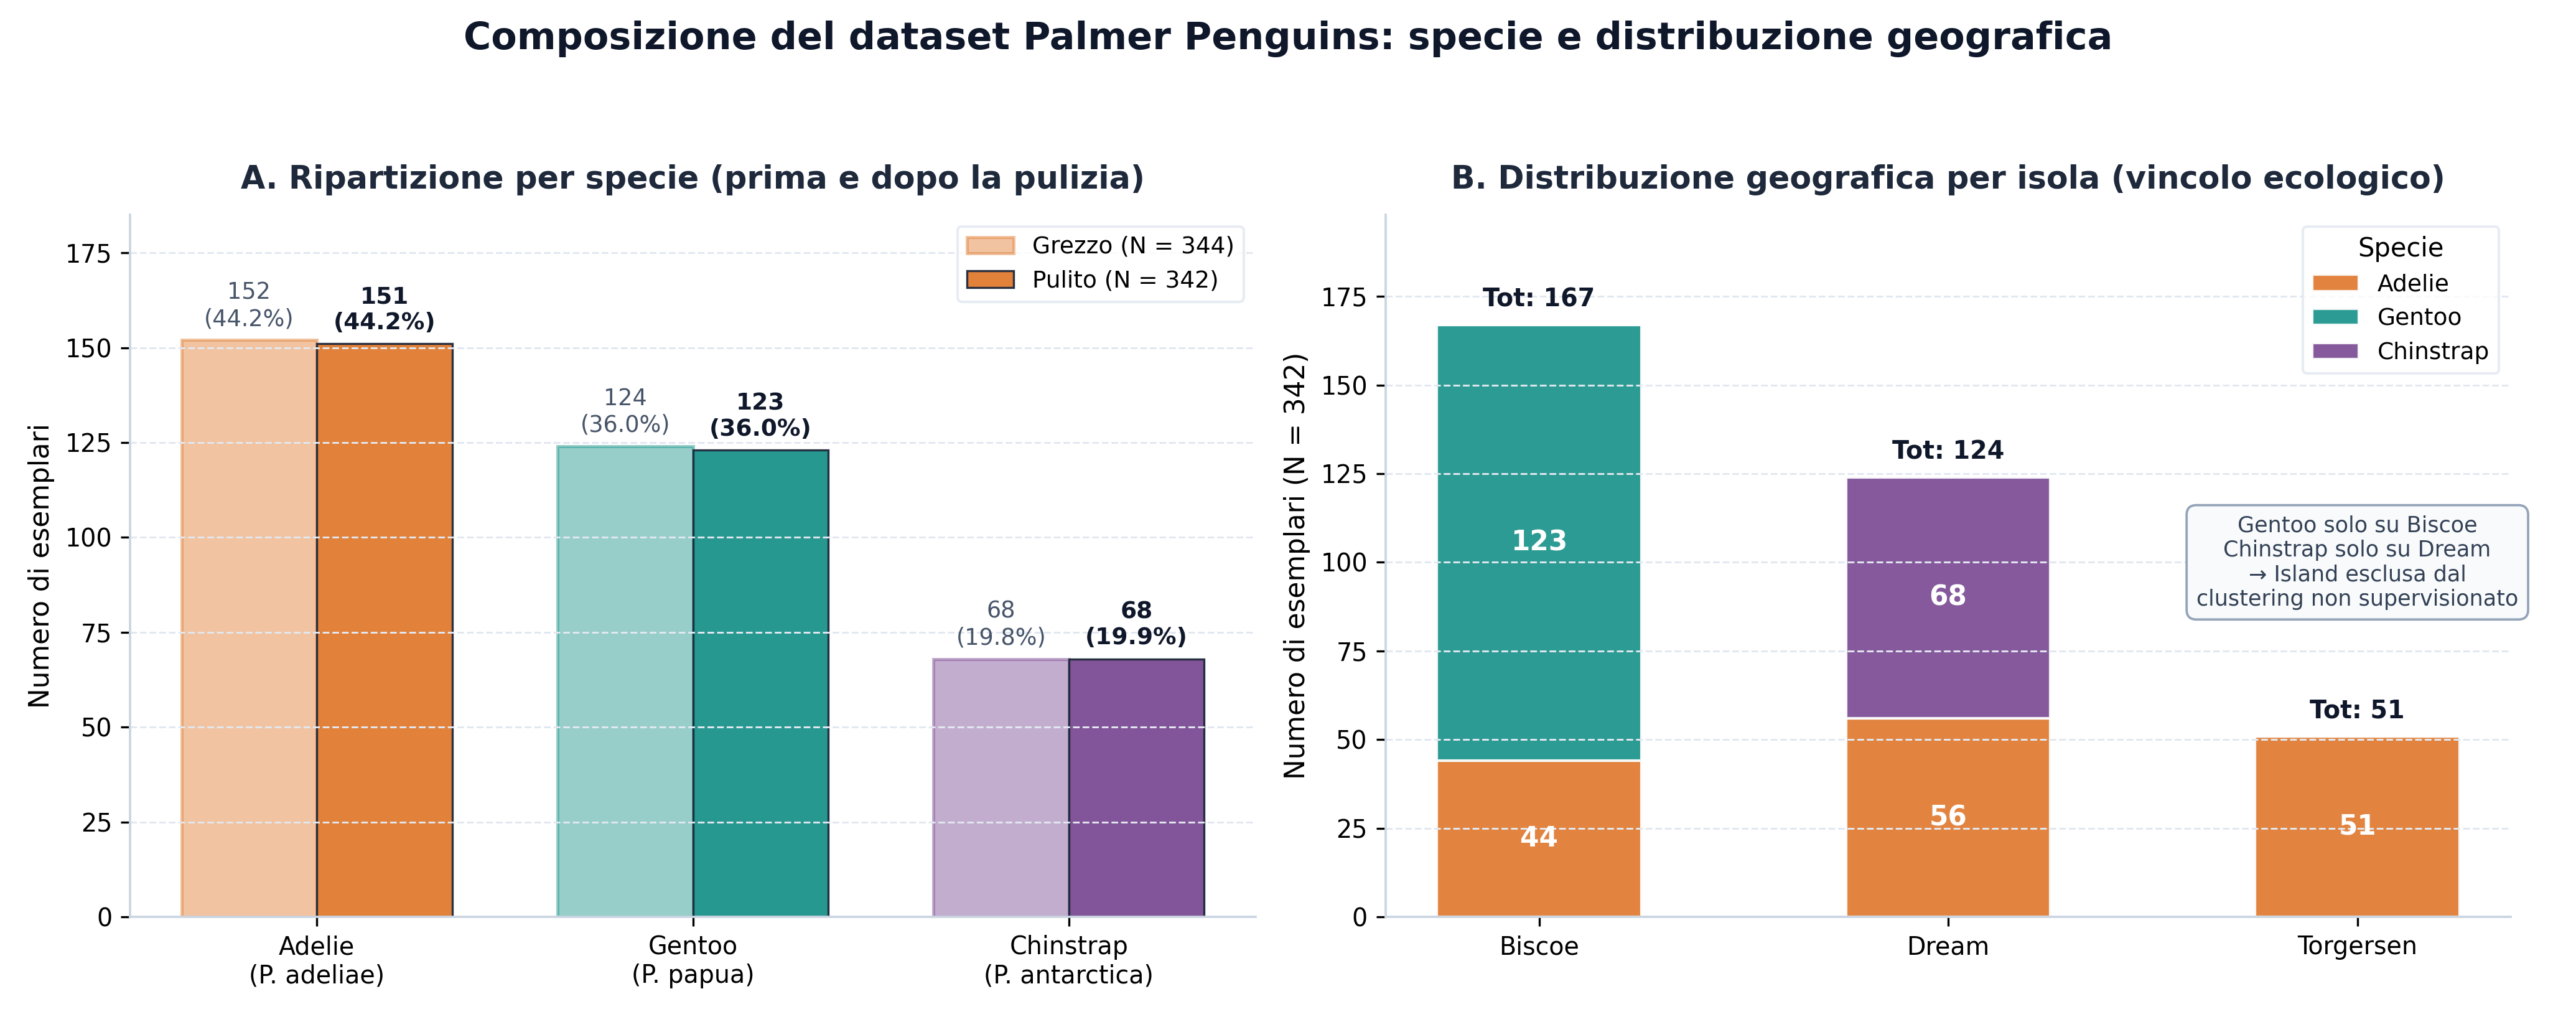 Composizione del dataset Palmer Penguins: specie e distribuzione geografica
A. Ripartizione per specie (prima e dopo la pulizia)
Numero di esemplari
175
150
125
100
75
50
25
0
Grezzo (N = 344)
Pulito (N = 342)
152
(44.2%)
151
(44.2%)
124
(36.0%)
123
(36.0%)
68
(19.8%)
68
(19.9%)
Adelie
(P. adeliae)
Gentoo
(P. papua)
Chinstrap
(P. antarctica)
B. Distribuzione geografica per isola (vincolo ecologico)
Numero di esemplari (N = 342)
175
150
125
100
75
50
25
0
Specie
Adelie
Gentoo
Chinstrap
Tot: 167
123
44
Tot: 124
68
56
Gentoo solo su Biscoe
Chinstrap solo su Dream
→ Island esclusa dal
clustering non supervisionato
Tot: 51
51
Biscoe
Dream
Torgersen